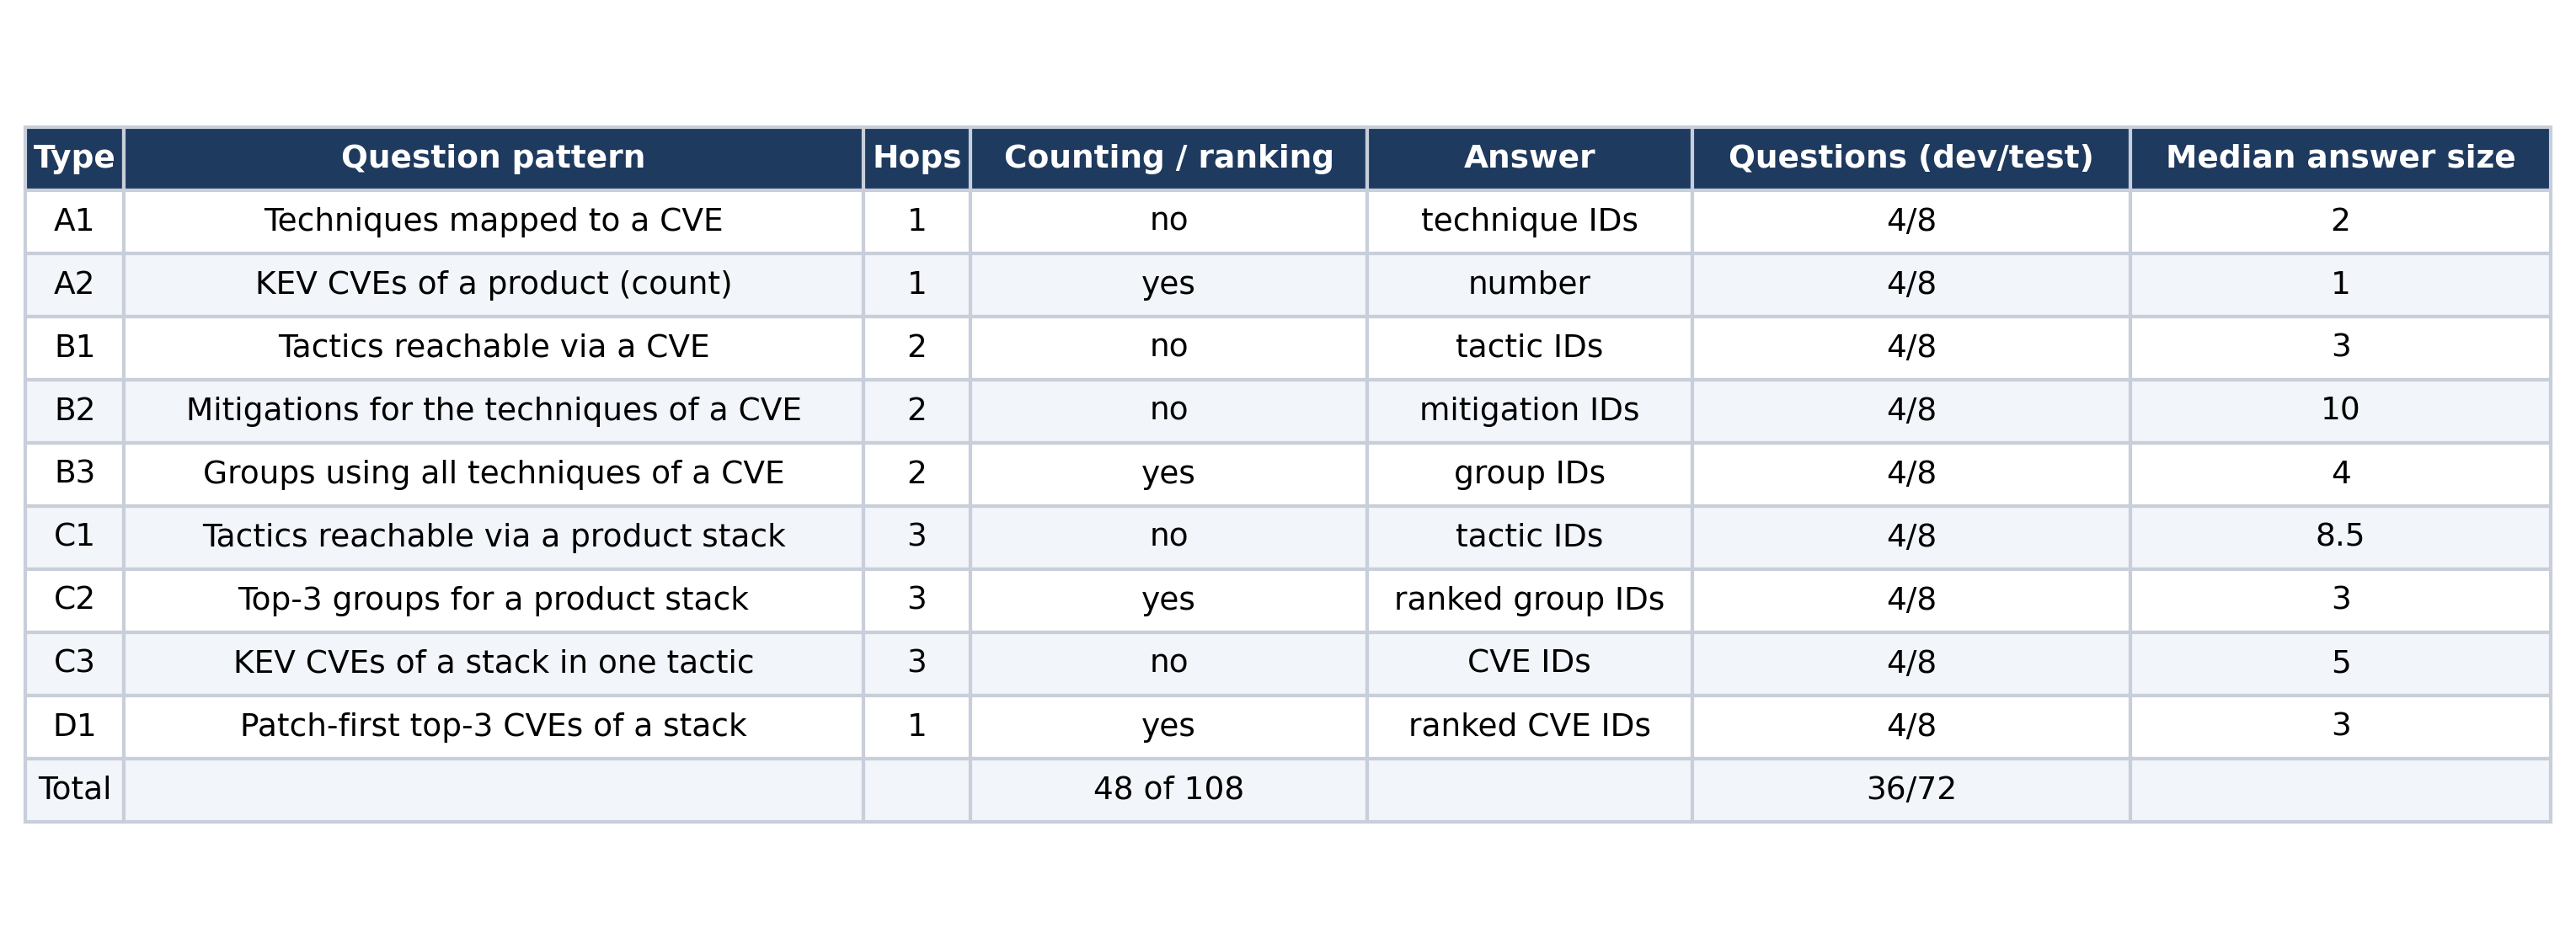 Type Question pattern Hops Counting / ranking Answer Questions (dev/test) Median answer size
A1 Techniques mapped to a CVE 1 no technique IDs 4/8 2
A2 KEV CVEs of a product (count) 1 yes number 4/8 1
B1 Tactics reachable via a CVE 2 no tactic IDs 4/8 3
B2 Mitigations for the techniques of a CVE 2 no mitigation IDs 4/8 10
B3 Groups using all techniques of a CVE 2 yes group IDs 4/8 4
C1 Tactics reachable via a product stack 3 no tactic IDs 4/8 8.5
C2 Top-3 groups for a product stack 3 yes ranked group IDs 4/8 3
C3 KEV CVEs of a stack in one tactic 3 no CVE IDs 4/8 5
D1 Patch-first top-3 CVEs of a stack 1 yes ranked CVE IDs 4/8 3
Total 48 of 108 36/72